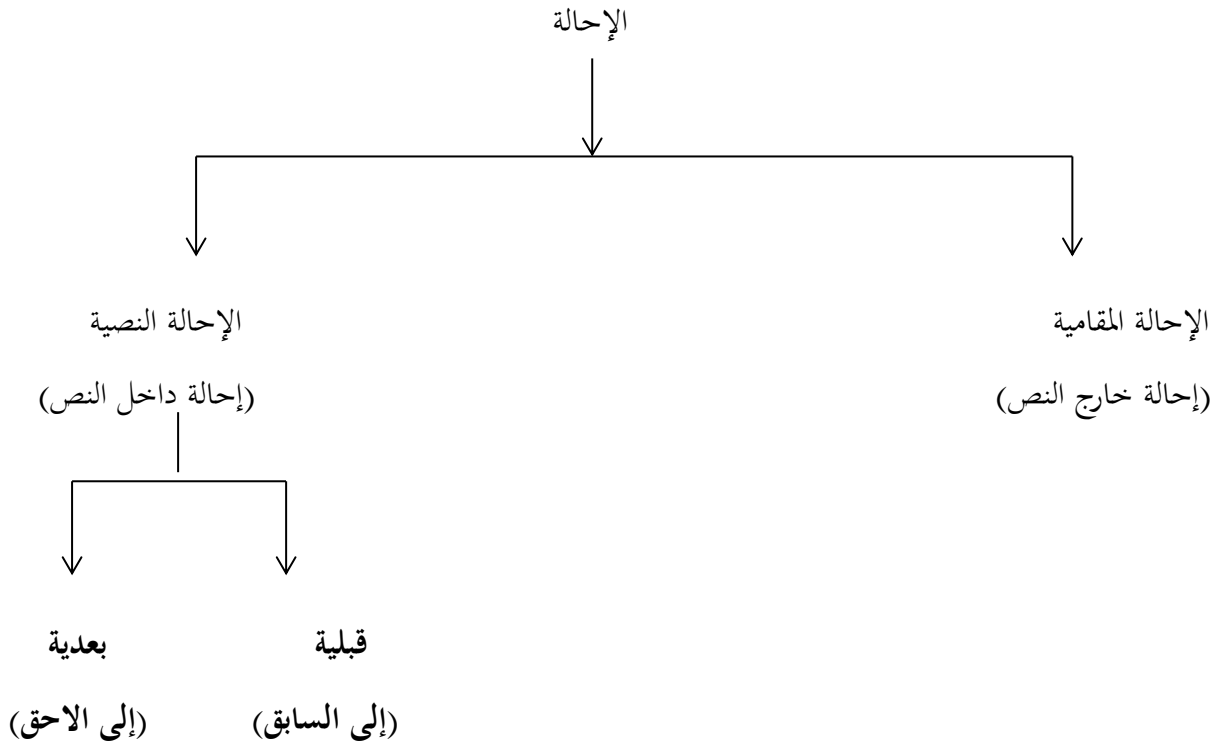 الإحالة
الإحالة المقامية
الإحالة النصية
(إحالة خارج النص)
(إحالة داخل النص)
قبلية
بعدية
(إلى السابق)
(إلى الاحق)